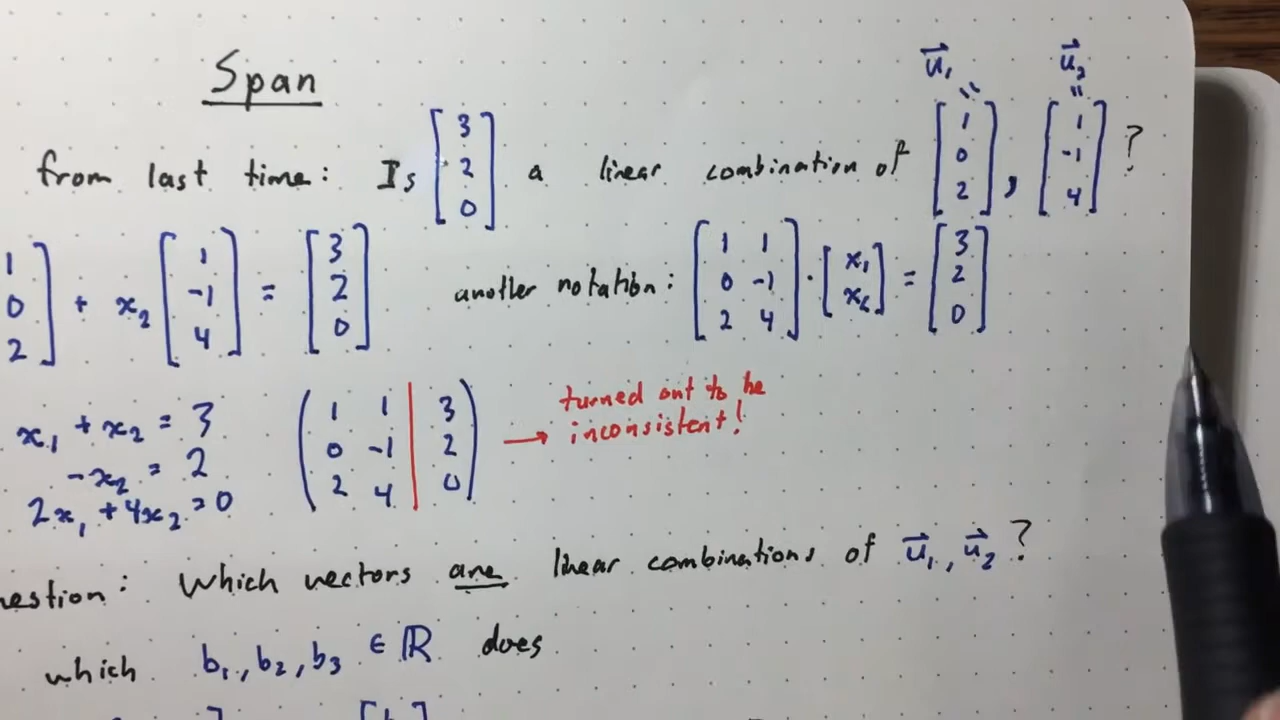 Span
u⃗₁ u⃗₂
from last time: Is [3 2 0] a linear combination of [1 0 2], [1 -1 4]?
[1 0 2] + x₂ [1 -1 4] = [3 2 0] another notation: [1 1 0 -1 2 4] · [x₁ x₂] = [3 2 0]
x₁ + x₂ = 3
-x₂ = 2
2x₁ + 4x₂ = 0
(1 1 | 3
0 -1 | 2
2 4 | 0)
→ turned out to be
inconsistent!
estion: Which vectors are linear combinations of u⃗₁, u⃗₂?
which b₁, b₂, b₃ ∈ ℝ does